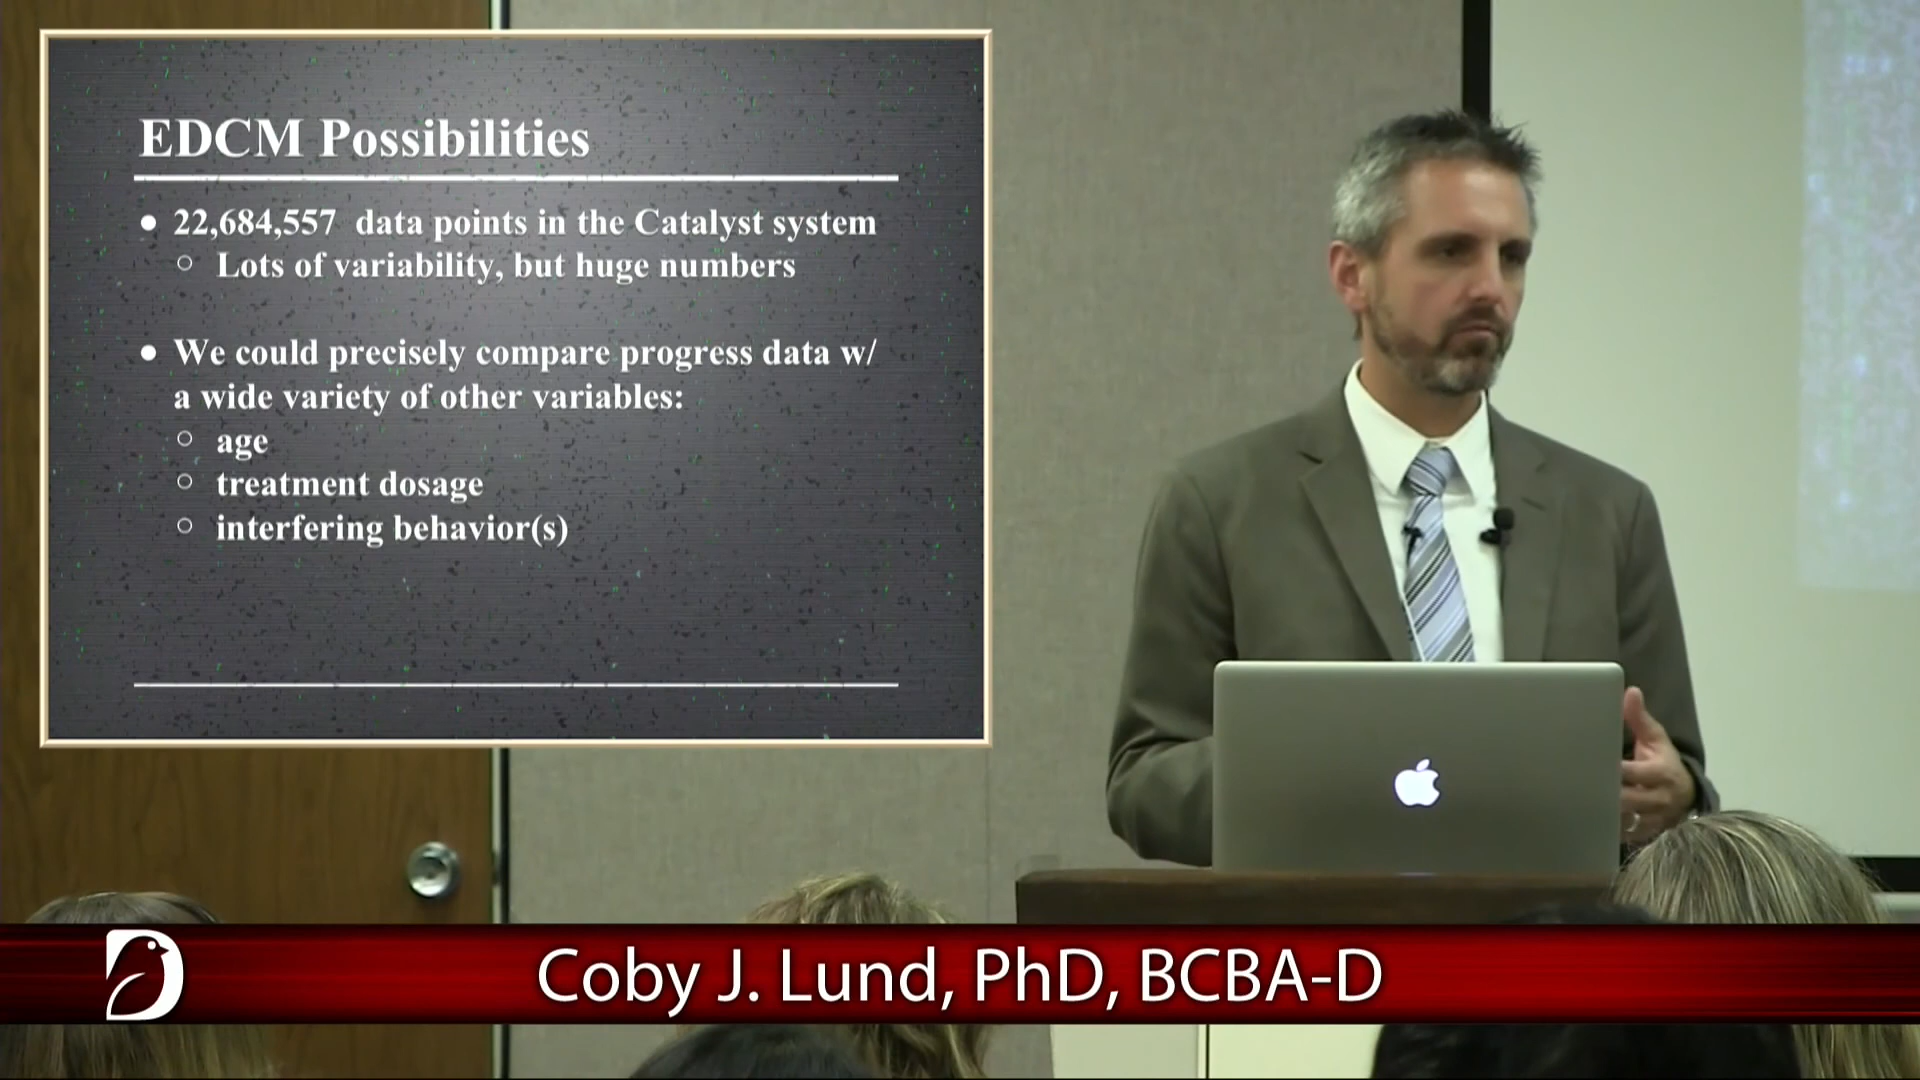 EDCM Possibilities
● 22,684,557 data points in the Catalyst system
○ Lots of variability, but huge numbers
● We could precisely compare progress data w/
a wide variety of other variables:
○ age
○ treatment dosage
○ interfering behavior(s)
Coby J. Lund, PhD, BCBA-D